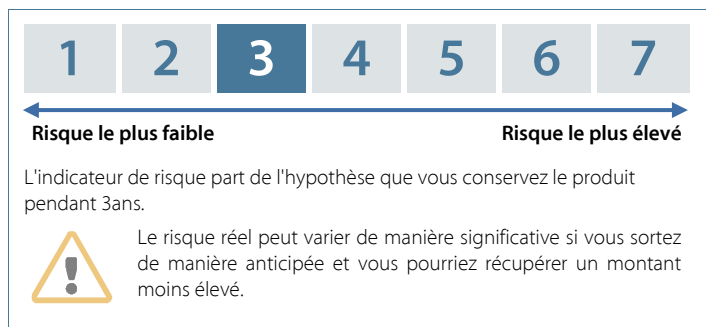 1 2 3 4 5 6 7
Risque le plus faible Risque le plus élevé
L'indicateur de risque part de l'hypothèse que vous conservez le produit
pendant 3ans.
Le risque réel peut varier de manière significative si vous sortez
de manière anticipée et vous pourriez récupérer un montant
moins élevé.